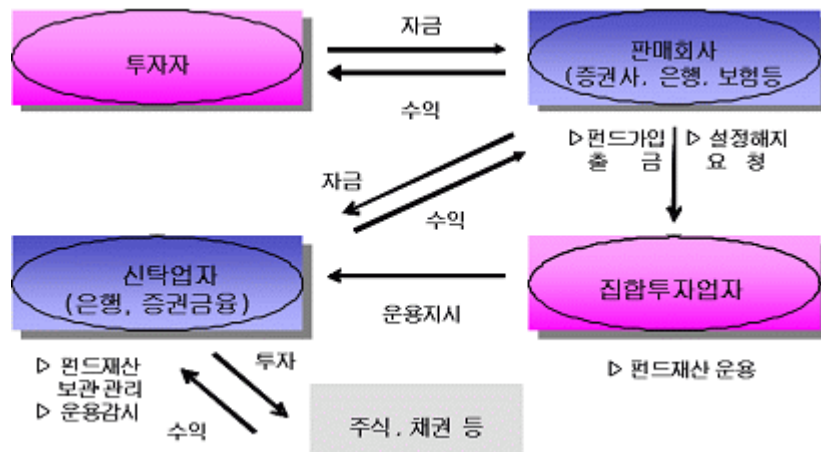 투자자
자금
수익
판매회사
(증권사, 은행, 보험등
▷펀드가입
출 금
▷ 설정해지
요 청
자금
수익
신탁업자
(은행, 증권금융)
운용지시
집합투자업자
▷ 펀드재산
보관·관리
▷ 운용감시
투자
수익
주식, 채권 등
▷ 펀드재산 운용